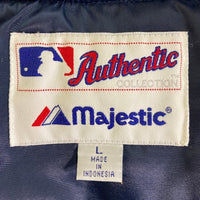 Authentic
COLLECTION
Majestic®
L
MADE
IN
INDONESIA